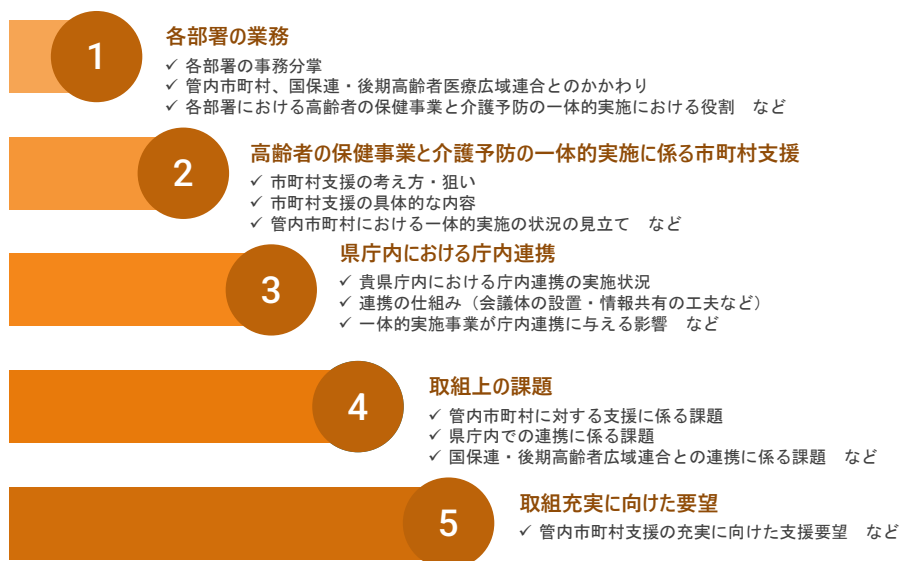 1
各部署の業務
✓ 各部署の事務分掌
✓ 管内市町村、国保連・後期高齢者医療広域連合とのかかわり
✓ 各部署における高齢者の保健事業と介護予防の一体的実施における役割　など
2
高齢者の保健事業と介護予防の一体的実施に係る市町村支援
✓ 市町村支援の考え方・狙い
✓ 市町村支援の具体的な内容
✓ 管内市町村における一体的実施の状況の見立て　など
3
県庁内における庁内連携
✓ 貴県庁内における庁内連携の実施状況
✓ 連携の仕組み（会議体の設置・情報共有の工夫など）
✓ 一体的実施事業が庁内連携に与える影響　など
4
取組上の課題
✓ 管内市町村に対する支援に係る課題
✓ 県庁内での連携に係る課題
✓ 国保連・後期高齢者広域連合との連携に係る課題　など
5
取組充実に向けた要望
✓ 管内市町村支援の充実に向けた支援要望　など